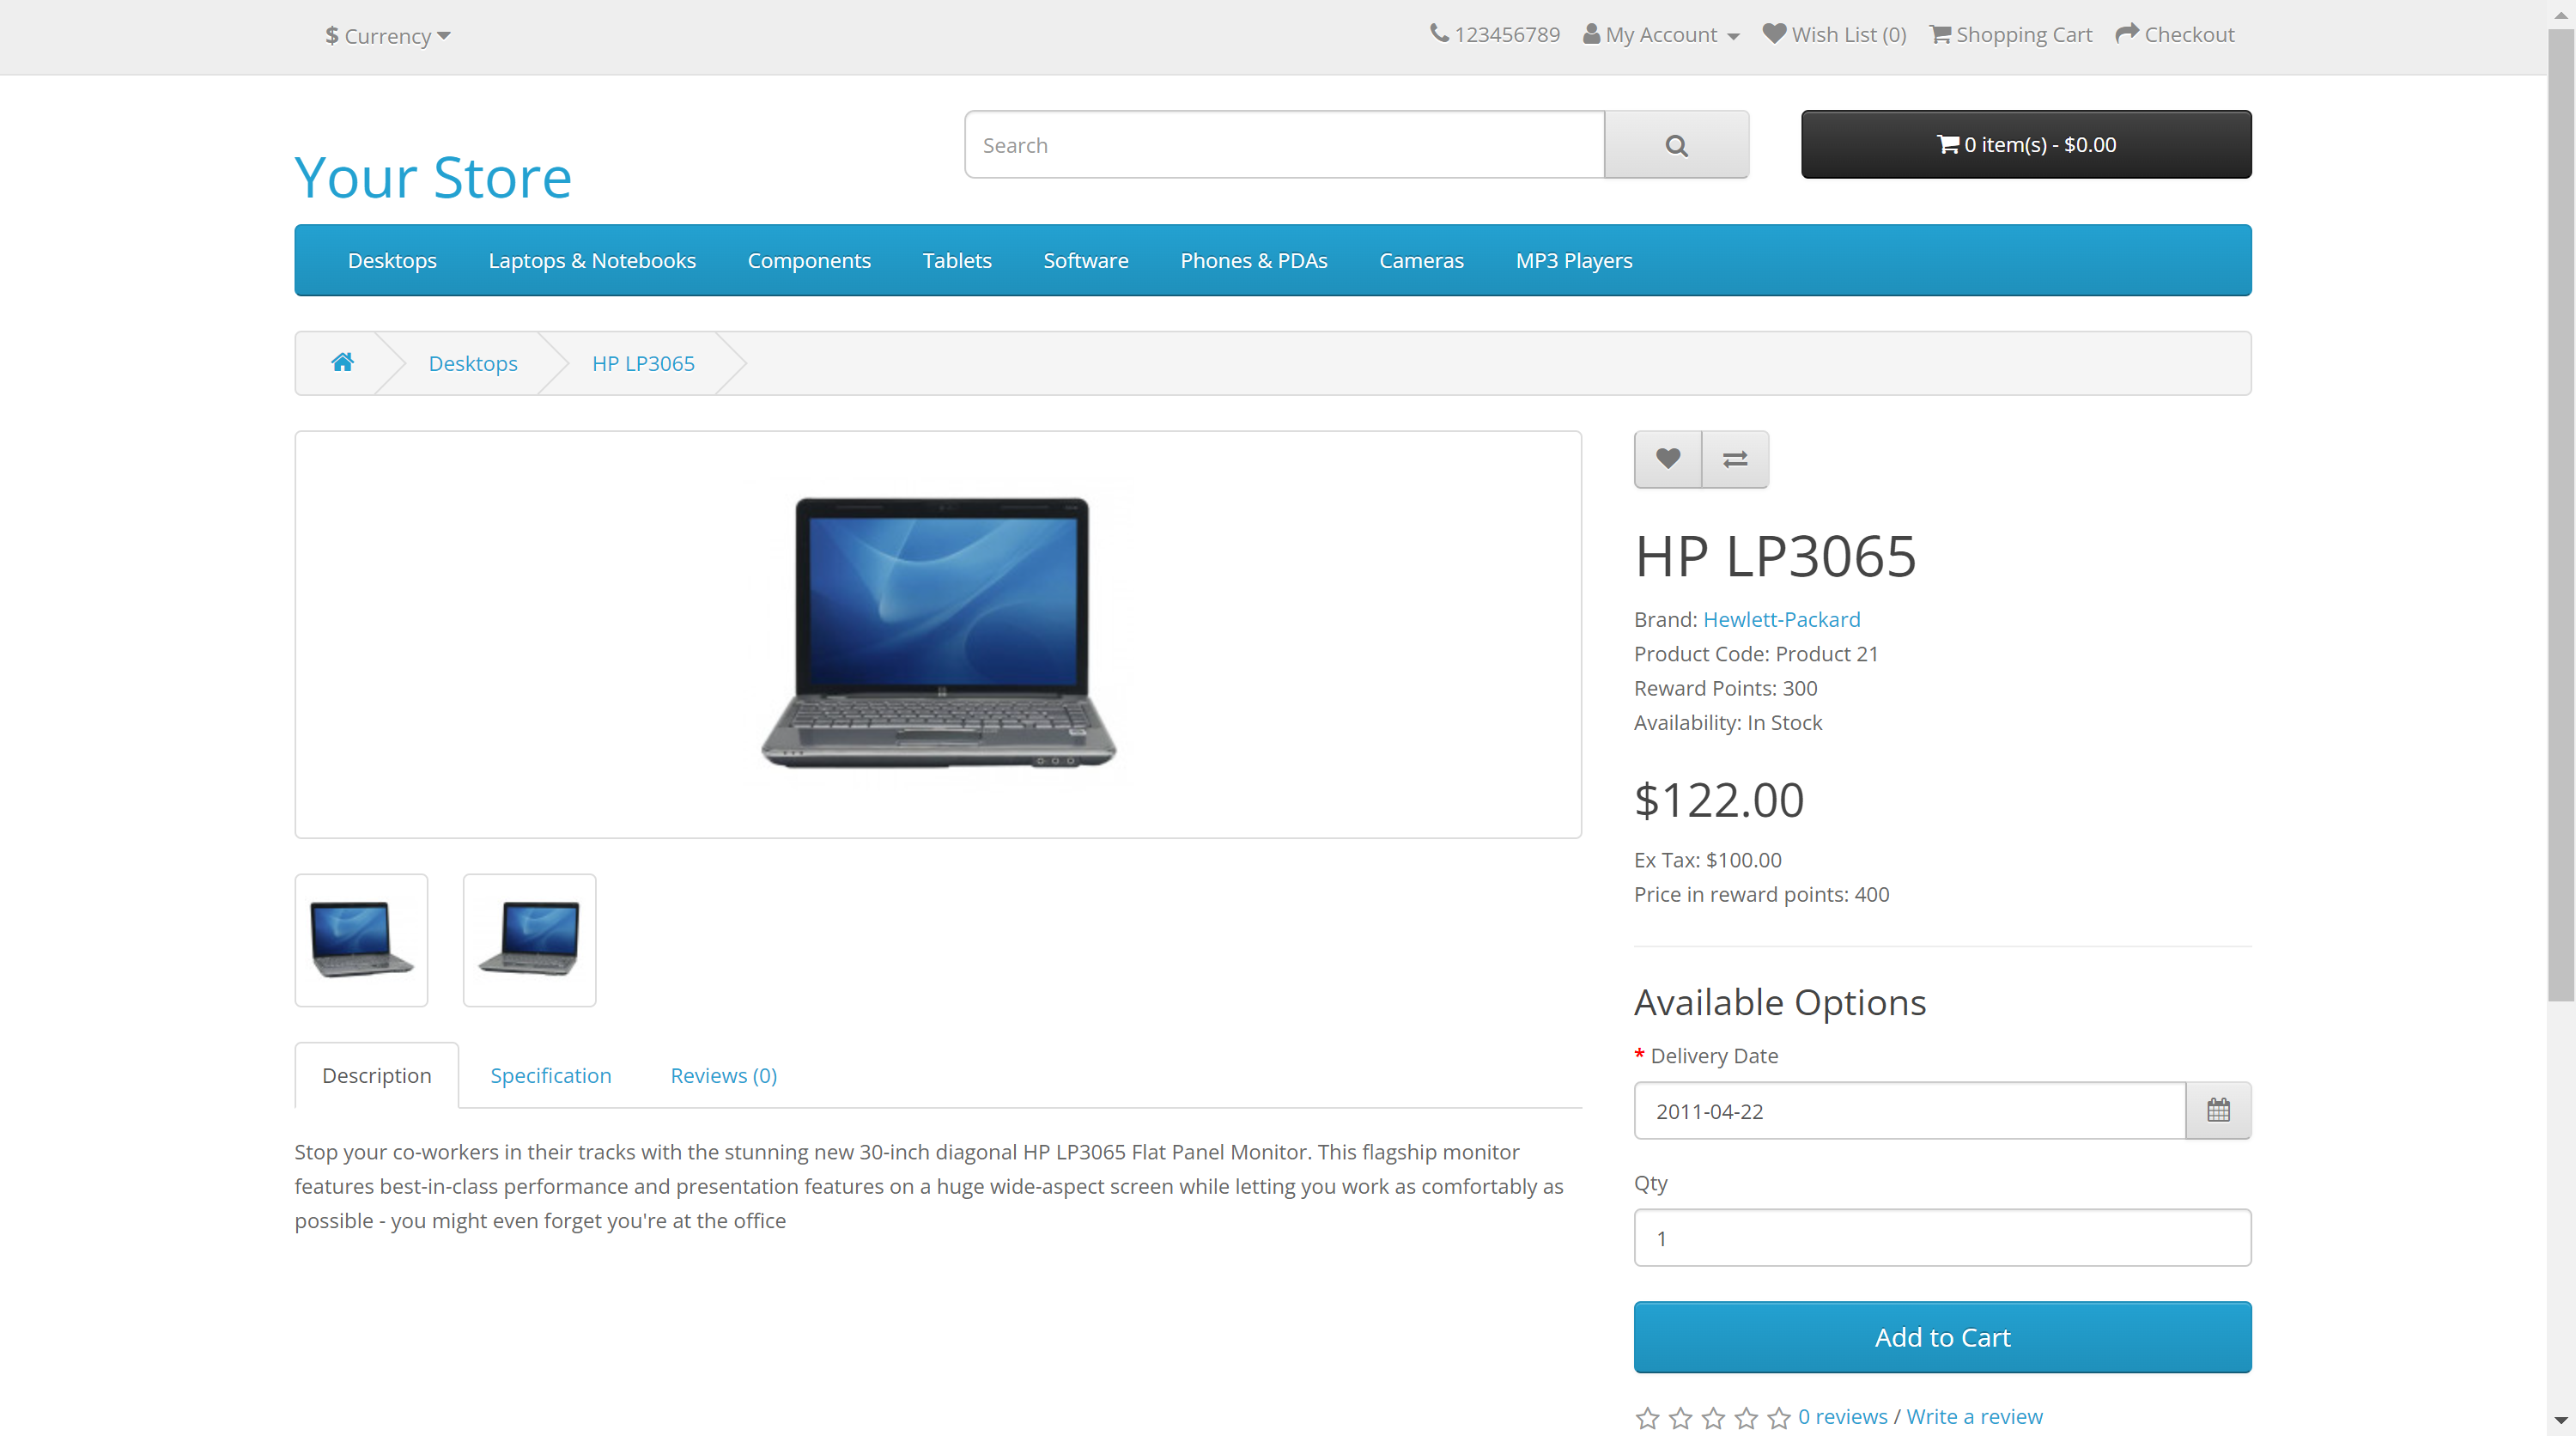 $ Currency
123456789 My Account Wish List (0) Shopping Cart Checkout
Your Store
Search
0 item(s) - $0.00
Desktops Laptops & Notebooks Components Tablets Software Phones & PDAs Cameras MP3 Players
Desktops HP LP3065
HP LP3065
Brand: Hewlett-Packard
Product Code: Product 21
Reward Points: 300
Availability: In Stock
$122.00
Ex Tax: $100.00
Price in reward points: 400
Description Specification Reviews (0)
Stop your co-workers in their tracks with the stunning new 30-inch diagonal HP LP3065 Flat Panel Monitor. This flagship monitor
features best-in-class performance and presentation features on a huge wide-aspect screen while letting you work as comfortably as
possible - you might even forget you're at the office
Available Options
* Delivery Date
2011-04-22
Qty
1
Add to Cart
0 reviews / Write a review